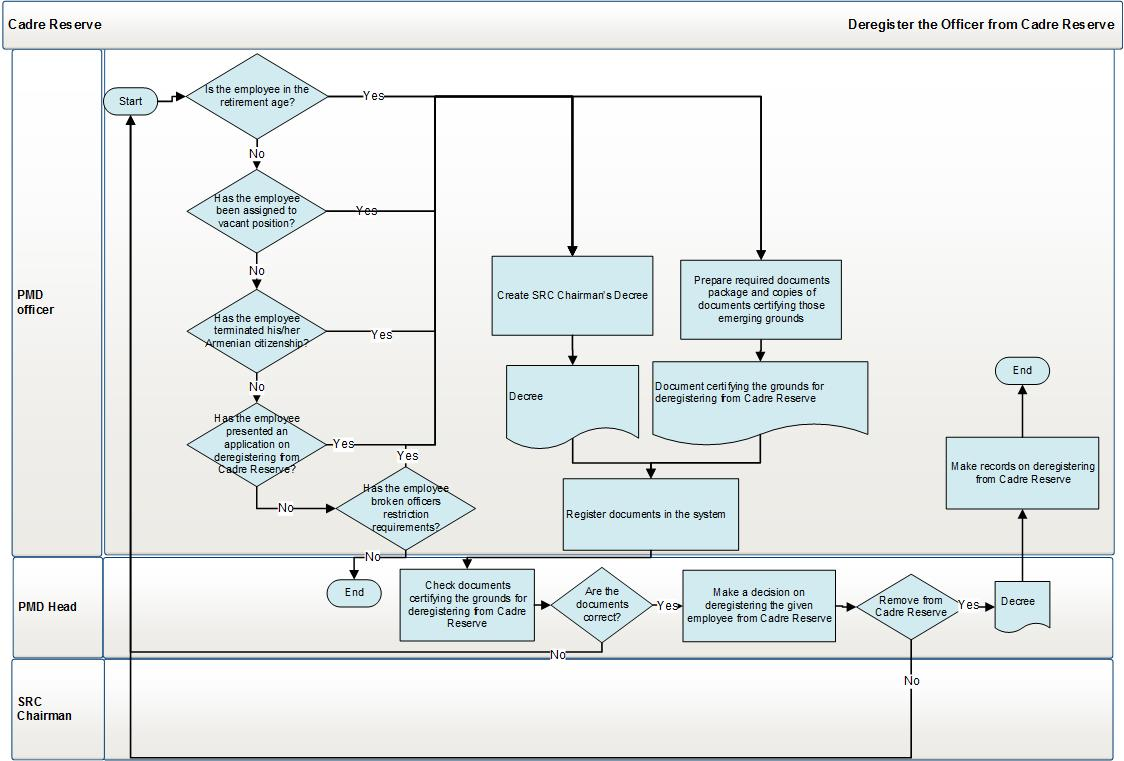 Cadre Reserve
Deregister the Officer from Cadre Reserve
PMD
officer
Start
Is the employee in the
retirement age?
Yes
No
Has the employee
been assigned to
vacant position?
Yes
No
Has the employee
terminated his/her
Armenian citizenship?
Yes
No
Has the employee
presented an
application on
deregistering from
Cadre Reserve?
Yes
No
Yes
Has the employee
broken officers
restriction
requirements?
No
End
Create SRC Chairman's Decree
Prepare required documents
package and copies of
documents certifying those
emerging grounds
Decree
Document certifying the grounds for
deregistering from Cadre Reserve
Register documents in the system
End
Make records on deregistering
from Cadre Reserve
PMD Head
Check documents
certifying the grounds for
deregistering from Cadre
Reserve
Are the
documents
correct?
Yes
No
Make a decision on
deregistering the given
employee from Cadre Reserve
Remove from
Cadre Reserve
Yes
Decree
No
SRC
Chairman